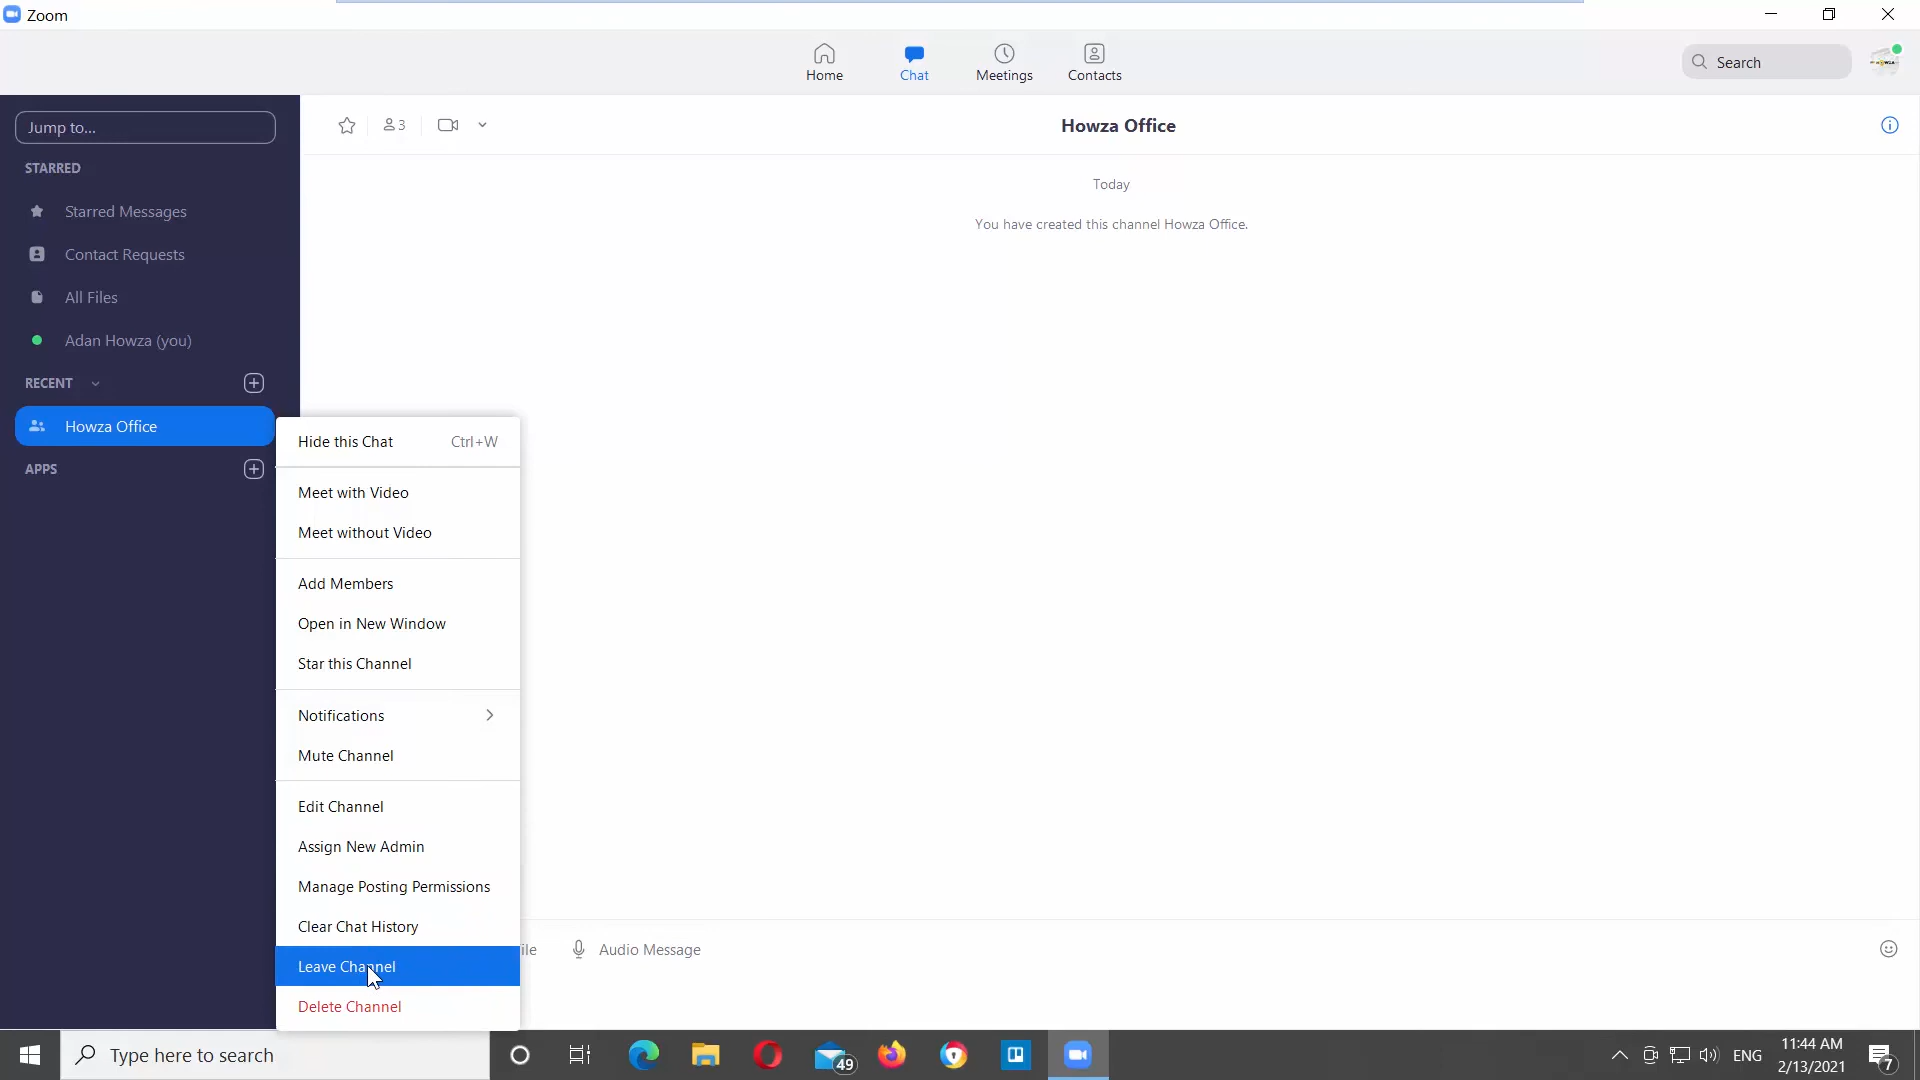 Zoom
Home
Chat
Meetings
Contacts
Search
Jump to...
STARRED
Starred Messages
Contact Requests
All Files
Adan Howza (you)
RECENT
Howza Office
APPS
3
Howza Office
Today
You have created this channel Howza Office.
Hide this Chat Ctrl+W
Meet with Video
Meet without Video
Add Members
Open in New Window
Star this Channel
Notifications
Mute Channel
Edit Channel
Assign New Admin
Manage Posting Permissions
Clear Chat History
Leave Channel
Delete Channel
ile
Audio Message
Type here to search
49
ENG
11:44 AM
2/13/2021
7